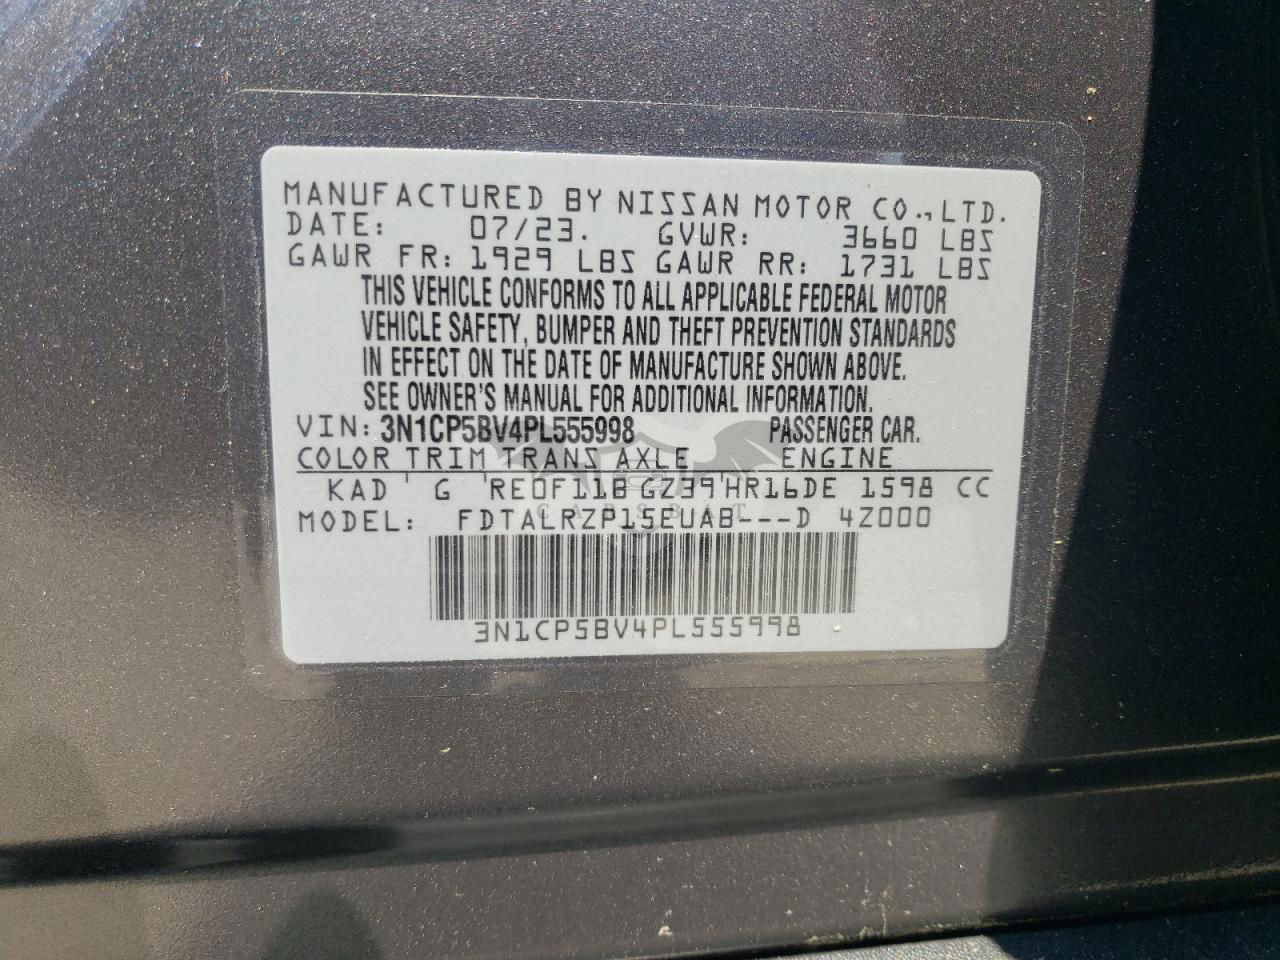 MANUFACTURED BY NISSAN MOTOR CO.,LTD.
DATE: 07/23. GVWR: 3660 LBS
GAWR FR: 1929 LBS GAWR RR: 1731 LBS
THIS VEHICLE CONFORMS TO ALL APPLICABLE FEDERAL MOTOR
VEHICLE SAFETY, BUMPER AND THEFT PREVENTION STANDARDS
IN EFFECT ON THE DATE OF MANUFACTURE SHOWN ABOVE.
SEE OWNER'S MANUAL FOR ADDITIONAL INFORMATION.
VIN: 3N1CP5BV4PL555998 PASSENGER CAR.
COLOR TRIM TRANS AXLE ENGINE
KAD G RE0F11B GZ39 HR16DE 1598 CC
CARSBAT
MODEL: FDTALRZP15EUAB---D 4Z000
3N1CP5BV4PL555998